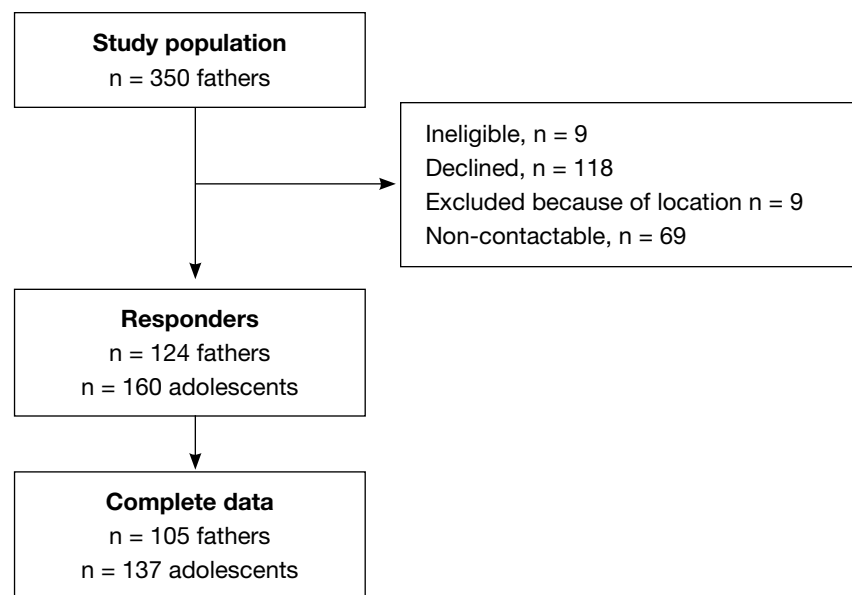 Study population
n = 350 fathers
Ineligible, n = 9
Declined, n = 118
Excluded because of location n = 9
Non-contactable, n = 69
Responders
n = 124 fathers
n = 160 adolescents
Complete data
n = 105 fathers
n = 137 adolescents